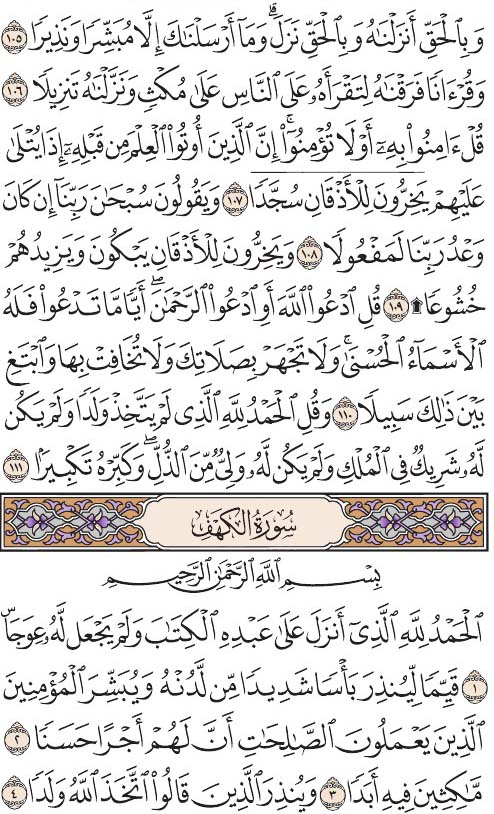 وَبِٱلْحَقِّ أَنزَلْنَٰهُ وَبِٱلْحَقِّ نَزَلَ ۗ وَمَآ أَرْسَلْنَٰكَ إِلَّا مُبَشِّرًا وَنَذِيرًا ١٠٥
وَقُرْءَانًا فَرَقْنَٰهُ لِتَقْرَأَهُۥ عَلَى ٱلنَّاسِ عَلَىٰ مُكْثٍ وَنَزَّلْنَٰهُ تَنزِيلًا ١٠٦
قُلْ ءَامِنُوا۟ بِهِۦٓ أَوْ لَا تُؤْمِنُوٓا۟ ۚ إِنَّ ٱلَّذِينَ أُوتُوا۟ ٱلْعِلْمَ مِن قَبْلِهِۦٓ إِذَا يُتْلَىٰ
عَلَيْهِمْ يَخِرُّونَ لِلْأَذْقَانِ سُجَّدًا ١٠٧ وَيَقُولُونَ سُبْحَٰنَ رَبِّنَآ إِن كَانَ
وَعْدُ رَبِّنَا لَمَفْعُولًا ١٠٨ وَيَخِرُّونَ لِلْأَذْقَانِ يَبْكُونَ وَيَزِيدُهُمْ
خُشُوعًا ۩ ١٠٩ قُلِ ٱدْعُوا۟ ٱللَّهَ أَوِ ٱدْعُوا۟ ٱلرَّحْمَٰنَ ۖ أَيًّا مَّا تَدْعُوا۟ فَلَهُ
ٱلْأَسْمَآءُ ٱلْحُسْنَىٰ ۚ وَلَا تَجْهَرْ بِصَلَاتِكَ وَلَا تُخَافِتْ بِهَا وَٱبْتَغِ
بَيْنَ ذَٰلِكَ سَبِيلًا ١١٠ وَقُلِ ٱلْحَمْدُ لِلَّهِ ٱلَّذِى لَمْ يَتَّخِذْ وَلَدًا وَلَمْ يَكُن
لَّهُۥ شَرِيكٌ فِى ٱلْمُلْكِ وَلَمْ يَكُن لَّهُۥ وَلِىٌّ مِّنَ ٱلذُّلِّ ۖ وَكَبِّرْهُ تَكْبِيرًۢا ١١١
سُورَةُ الكَهْفِ
بِسْمِ ٱللَّهِ ٱلرَّحْمَٰنِ ٱلرَّحِيمِ
ٱلْحَمْدُ لِلَّهِ ٱلَّذِىٓ أَنزَلَ عَلَىٰ عَبْدِهِ ٱلْكِتَٰبَ وَلَمْ يَجْعَل لَّهُۥ عِوَجَا ۜ
١ قَيِّمًا لِّيُنذِرَ بَأْسًا شَدِيدًا مِّن لَّدُنْهُ وَيُبَشِّرَ ٱلْمُؤْمِنِينَ
ٱلَّذِينَ يَعْمَلُونَ ٱلصَّٰلِحَٰتِ أَنَّ لَهُمْ أَجْرًا حَسَنًا ٢
مَّٰكِثِينَ فِيهِ أَبَدًا ٣ وَيُنذِرَ ٱلَّذِينَ قَالُوا۟ ٱتَّخَذَ ٱللَّهُ وَلَدًا ٤